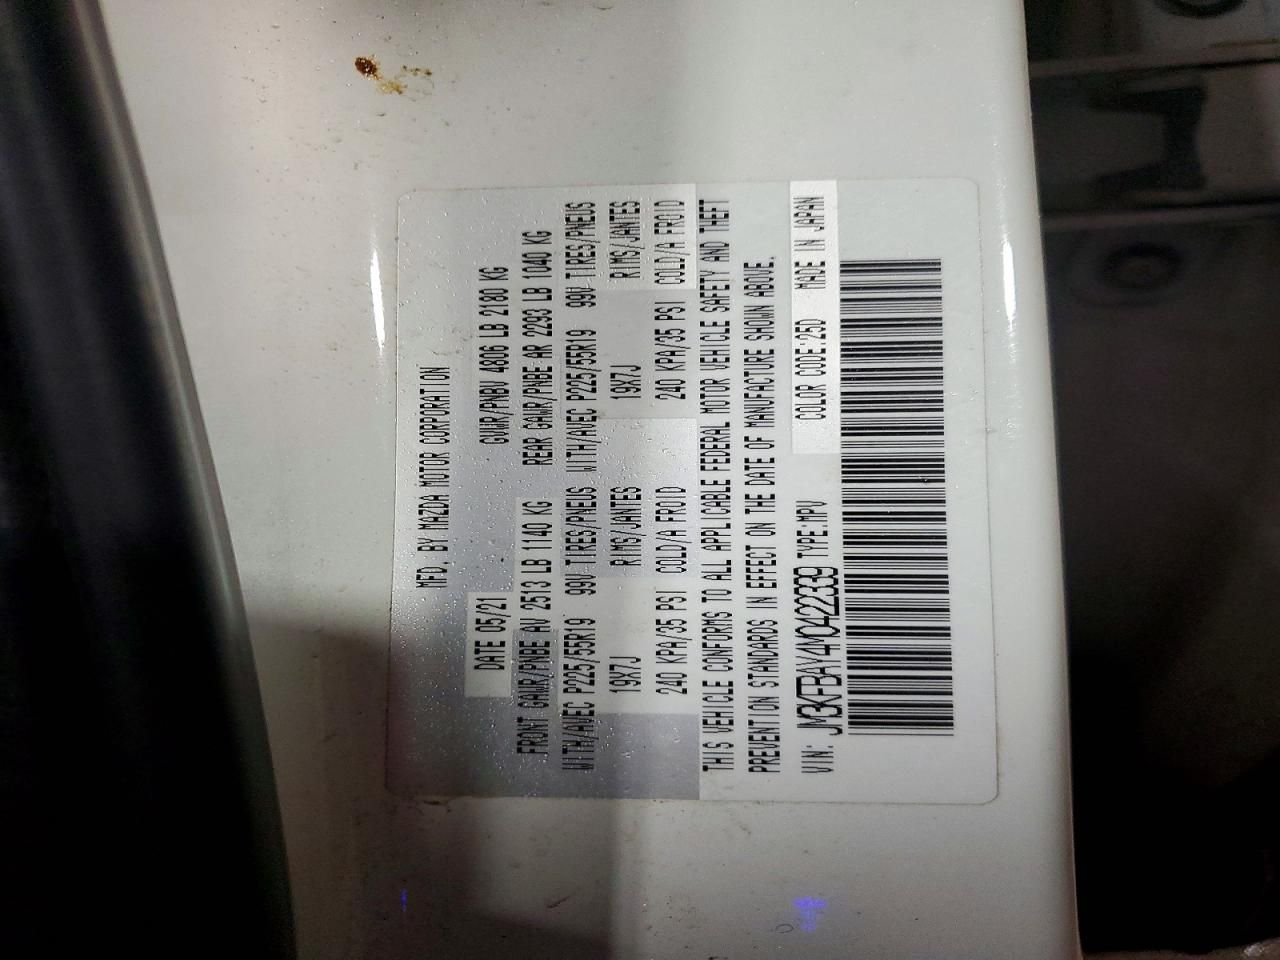 MFD. BY MAZDA MOTOR CORPORATION
DATE 05/21 GVWR/PNBV 4806 LB 2180 KG
FRONT GAWR/PNBE AV 2513 LB 1140 KG REAR GAWR/PNBE AR 2293 LB 1040 KG
WITH/AVEC P225/55R19 99V TIRES/PNEUS WITH/AVEC P225/55R19 99V TIRES/PNEUS
19X7J RIMS/JANTES 19X7J RIMS/JANTES
240 KPA/35 PSI COLD/A FROID 240 KPA/35 PSI COLD/A FROID
THIS VEHICLE CONFORMS TO ALL APPLICABLE FEDERAL MOTOR VEHICLE SAFETY AND THEFT
PREVENTION STANDARDS IN EFFECT ON THE DATE OF MANUFACTURE SHOWN ABOVE.
VIN: JM3KFBAY4M0422339 TYPE:MPV COLOR CODE:25D MADE IN JAPAN